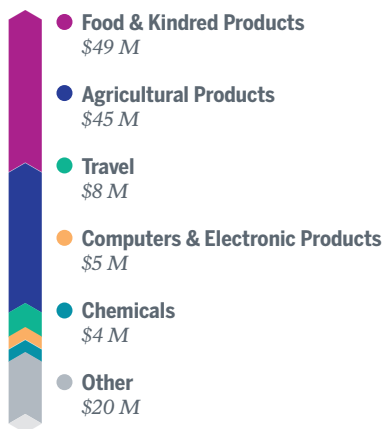 Food & Kindred Products
$49 M
Agricultural Products
$45 M
Travel
$8 M
Computers & Electronic Products
$5 M
Chemicals
$4 M
Other
$20 M